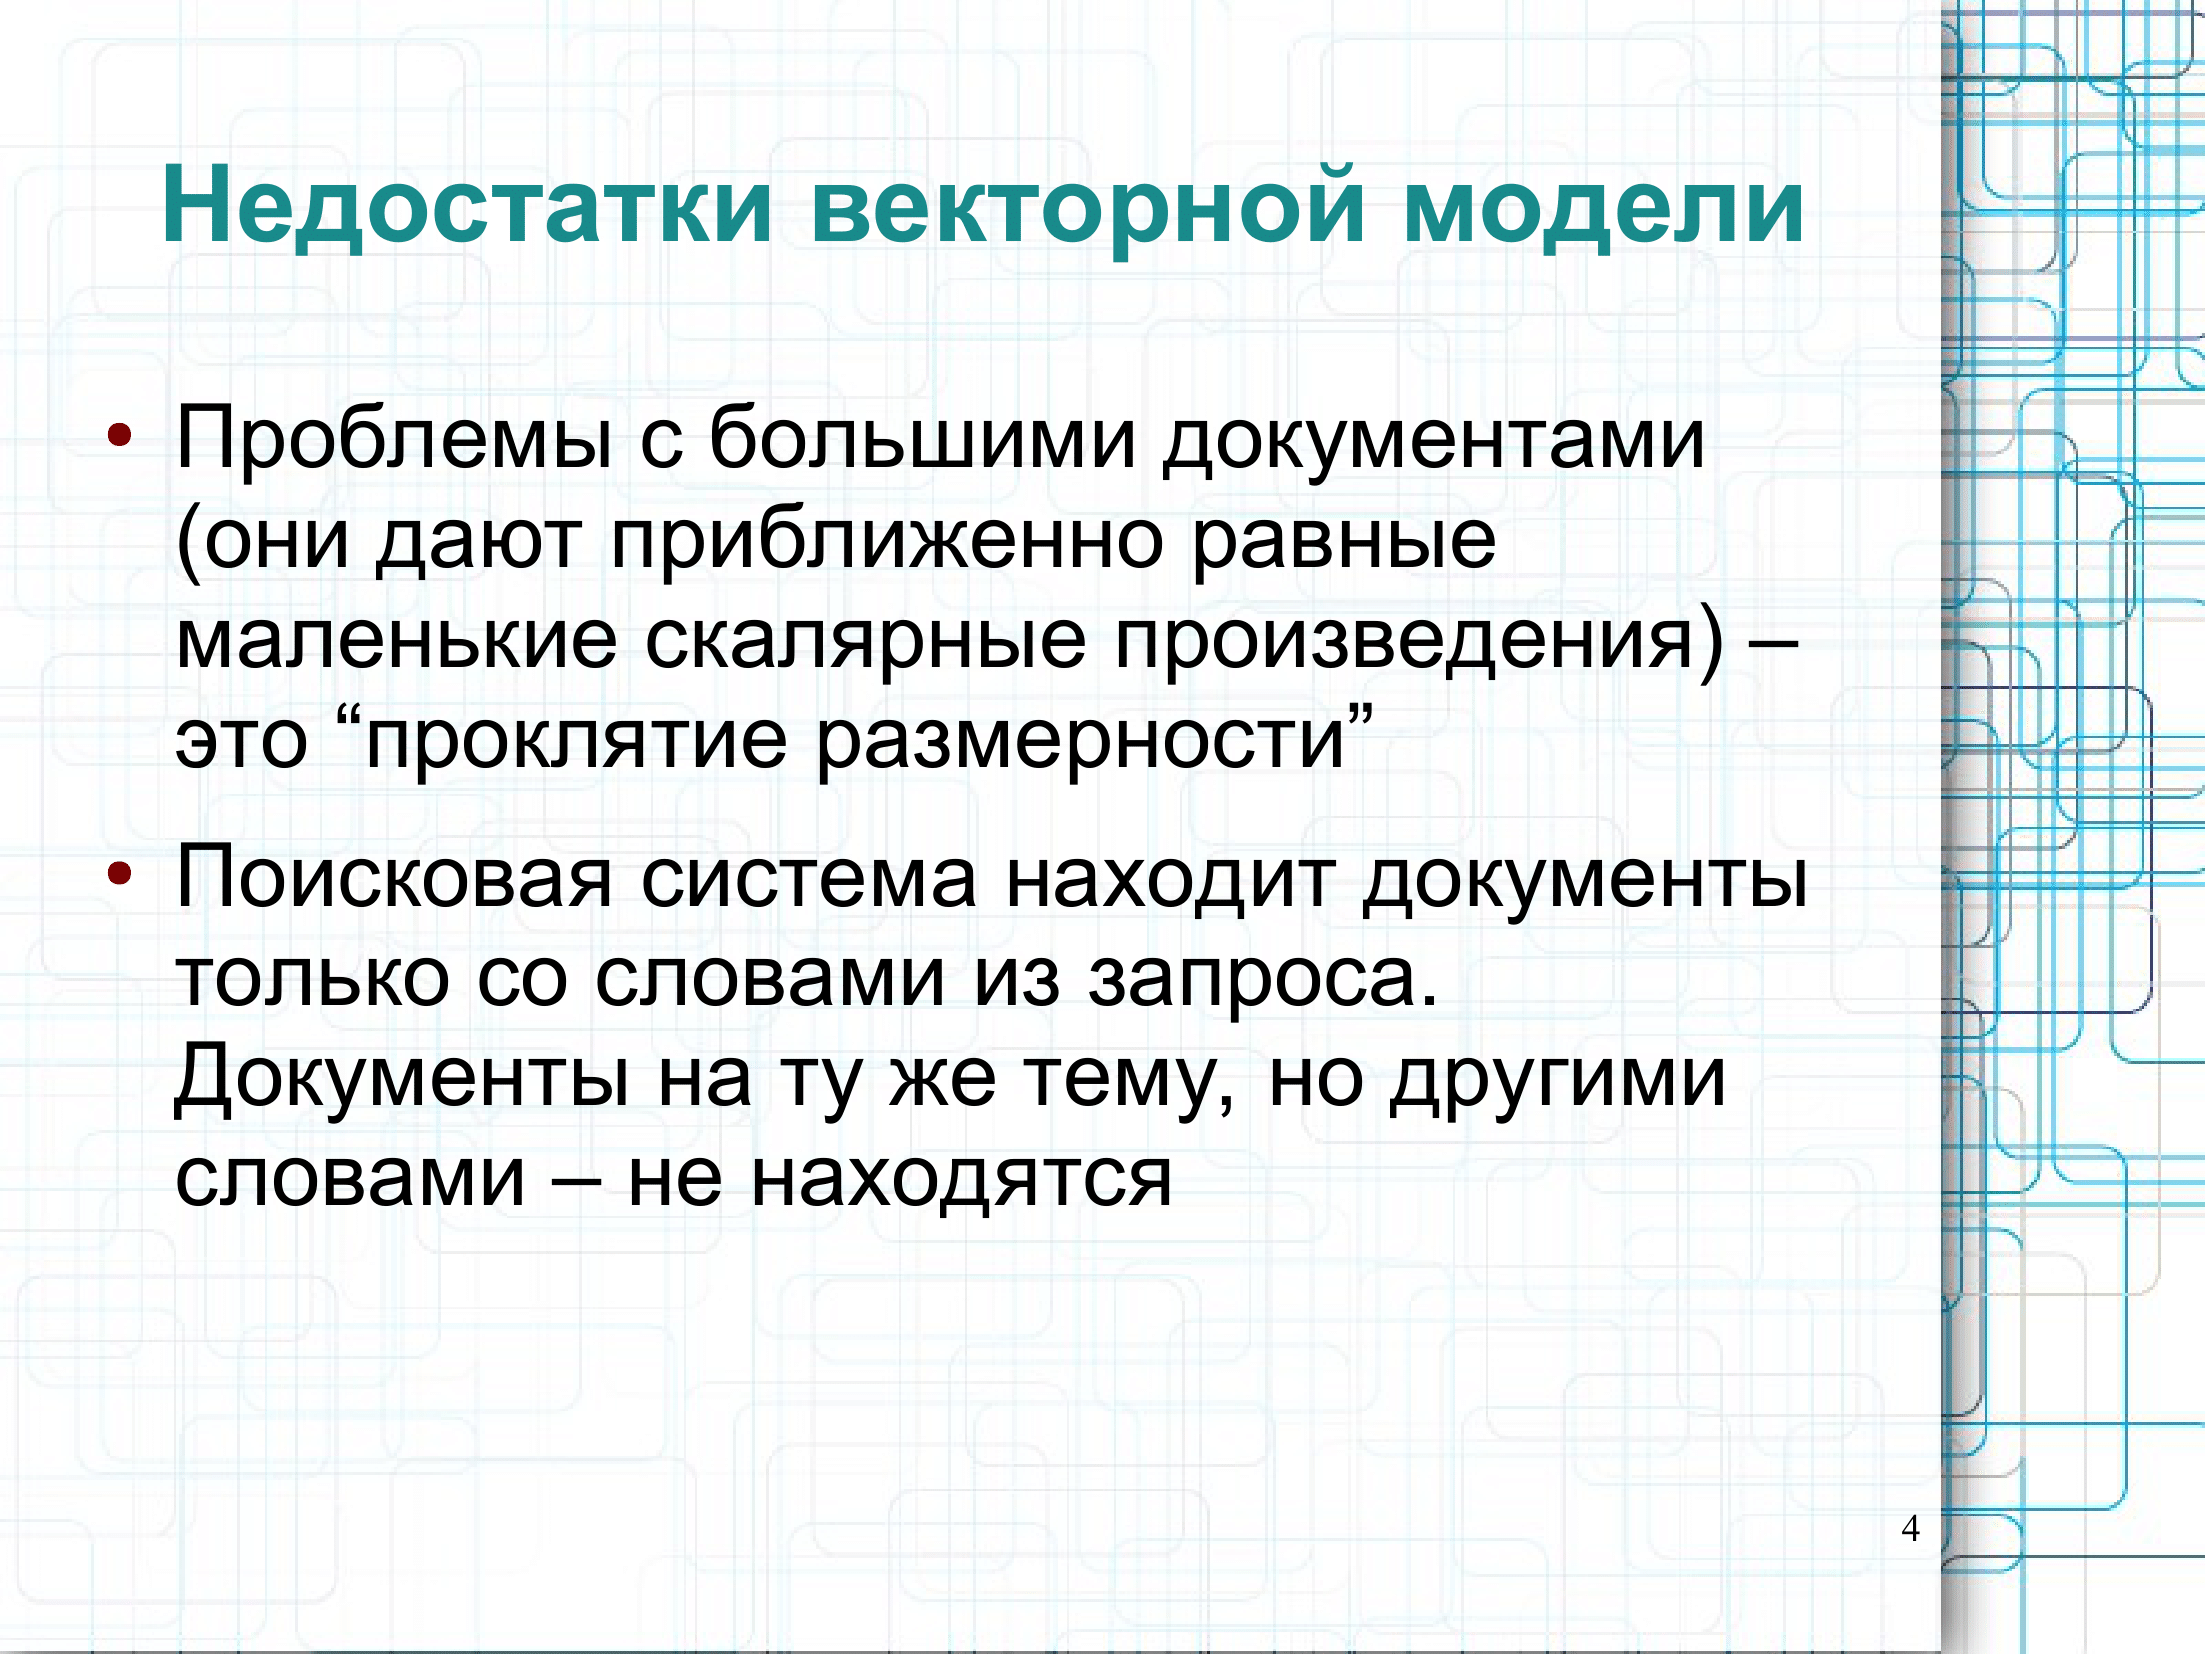 Недостатки векторной модели
• Проблемы с большими документами
(они дают приближенно равные
маленькие скалярные произведения) –
это “проклятие размерности”
• Поисковая система находит документы
только со словами из запроса.
Документы на ту же тему, но другими
словами – не находятся
4